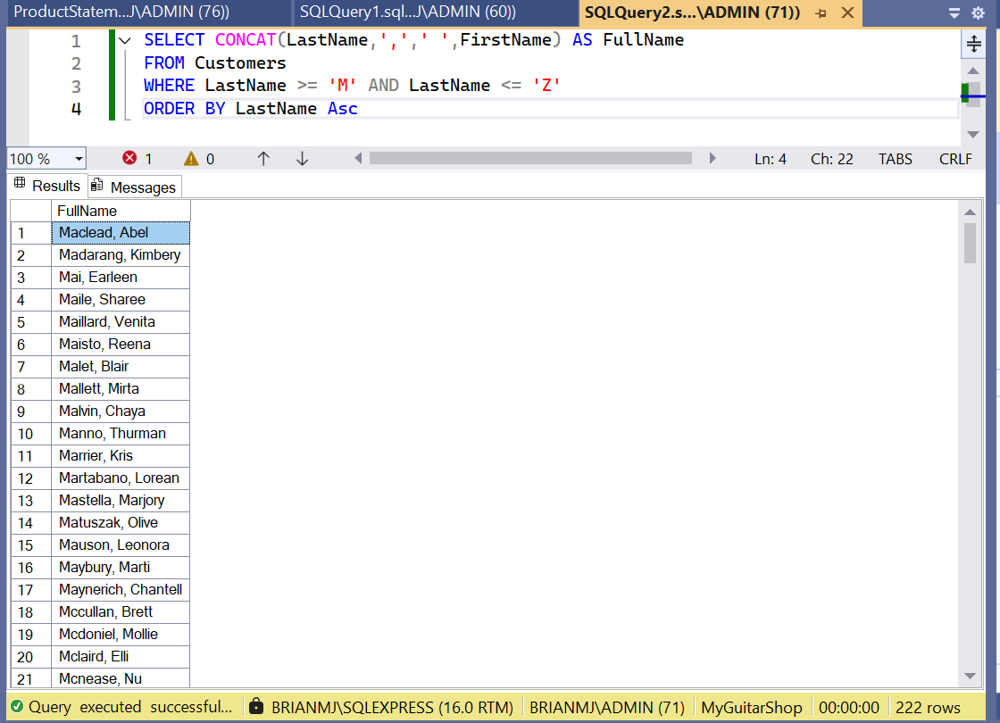 ProductStatem...J\ADMIN (76))
SQLQuery1.sql...J\ADMIN (60))
SQLQuery2.s...\ADMIN (71))
1 SELECT CONCAT(LastName,',',' ',FirstName) AS FullName
2 FROM Customers
3 WHERE LastName >= 'M' AND LastName <= 'Z'
4 ORDER BY LastName Asc
100 % 1 0 Ln: 4 Ch: 22 TABS CRLF
Results Messages
FullName
1 Maclead, Abel
2 Madarang, Kimbery
3 Mai, Earleen
4 Maile, Sharee
5 Maillard, Venita
6 Maisto, Reena
7 Malet, Blair
8 Mallett, Mirta
9 Malvin, Chaya
10 Manno, Thurman
11 Marrier, Kris
12 Martabano, Lorean
13 Mastella, Marjory
14 Matuszak, Olive
15 Mauson, Leonora
16 Maybury, Marti
17 Maynerich, Chantell
18 Mccullan, Brett
19 Mcdoniel, Mollie
20 Mclaird, Elli
21 Mcnease, Nu
Query executed successful... BRIANMJ\SQLEXPRESS (16.0 RTM) BRIANMJ\ADMIN (71) MyGuitarShop 00:00:00 222 rows